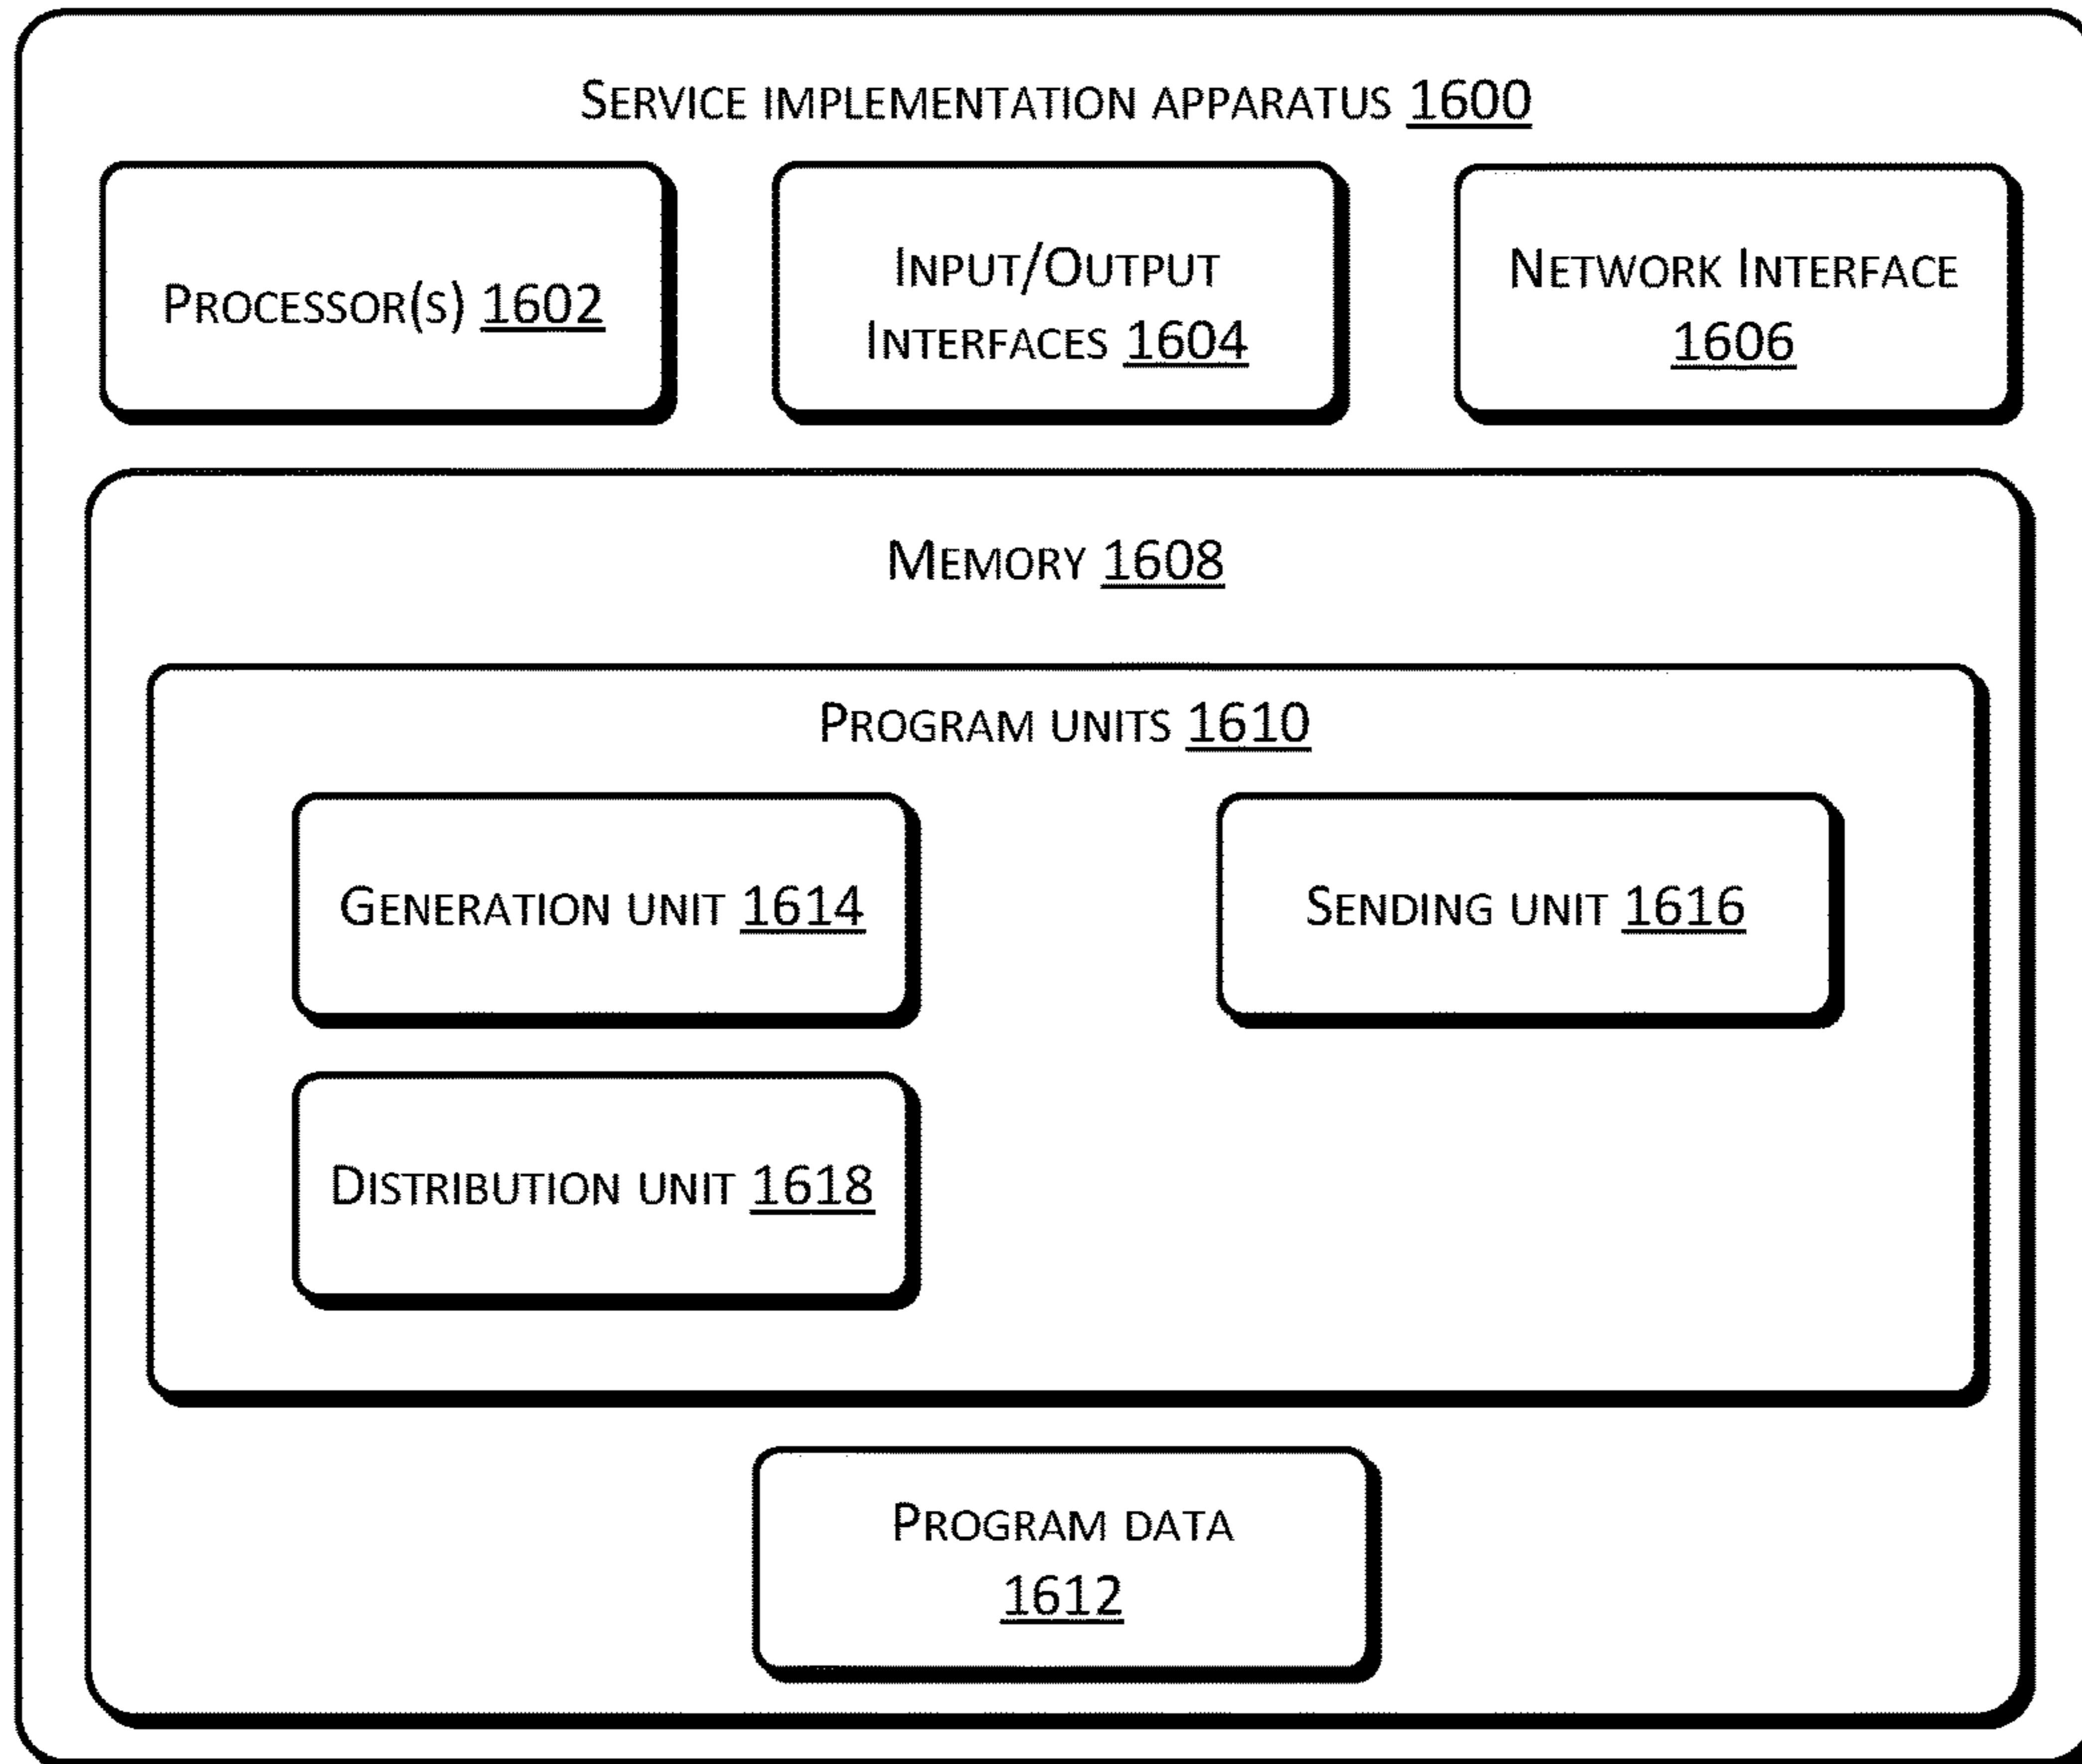 SERVICE IMPLEMENTATION APPARATUS 1600
PROCESSOR(S) 1602
INPUT/OUTPUT
INTERFACES 1604
NETWORK INTERFACE
1606
MEMORY 1608
PROGRAM UNITS 1610
GENERATION UNIT 1614
SENDING UNIT 1616
DISTRIBUTION UNIT 1618
PROGRAM DATA
1612